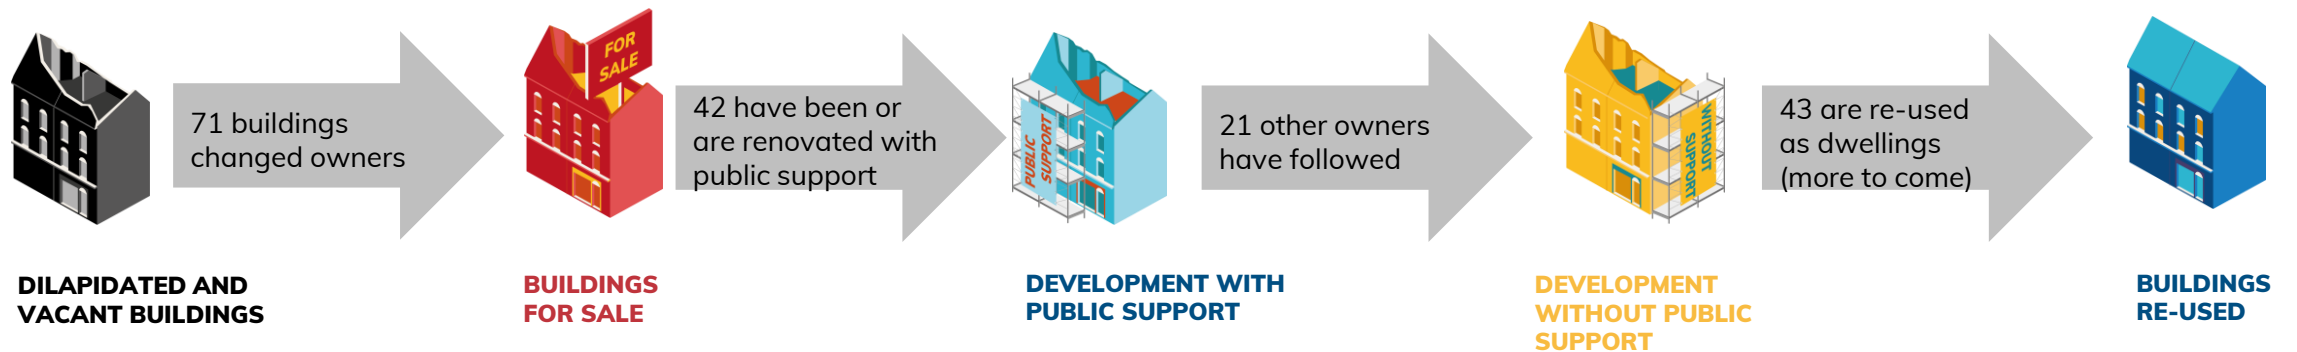 71 buildings
changed owners
FOR
SALE
42 have been or
are renovated with
public support
PUBLIC
SUPPORT
21 other owners
have followed
WITHOUT
SUPPORT
43 are re-used
as dwellings
(more to come)
DILAPIDATED AND
VACANT BUILDINGS
BUILDINGS
FOR SALE
DEVELOPMENT WITH
PUBLIC SUPPORT
DEVELOPMENT
WITHOUT PUBLIC
SUPPORT
BUILDINGS
RE-USED